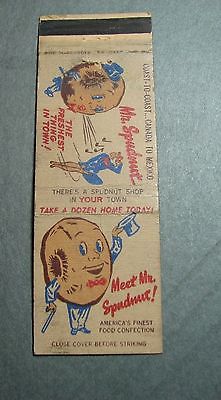 COAST-TO-COAST.. CANADA TO MEXICO
Mr. Spudnut
THE
FRESHEST
THING
IN TOWN!
THERE'S A SPUDNUT SHOP
IN YOUR TOWN
TAKE A DOZEN HOME TODAY!
Meet Mr.
Spudnut!
AMERICA'S FINEST
FOOD CONFECTION
CLOSE COVER BEFORE STRIKING